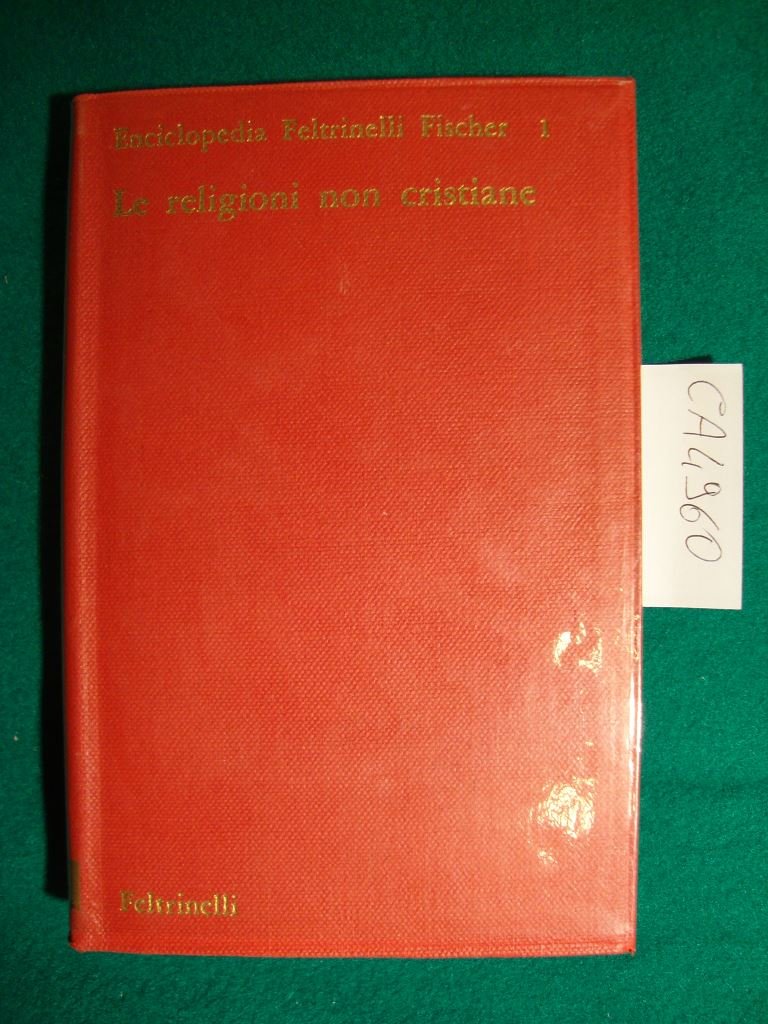 Enciclopedia Feltrinelli Fischer 1
Le religioni non cristiane
CA4960
Feltrinelli